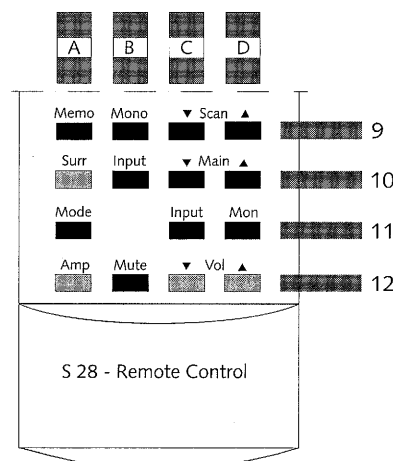 A B C D
Memo Mono ▼ Scan ▲
9
Surr Input ▼ Main ▲
10
Mode Input Mon
11
Amp Mute ▼ Vol ▲
12
S 28 - Remote Control